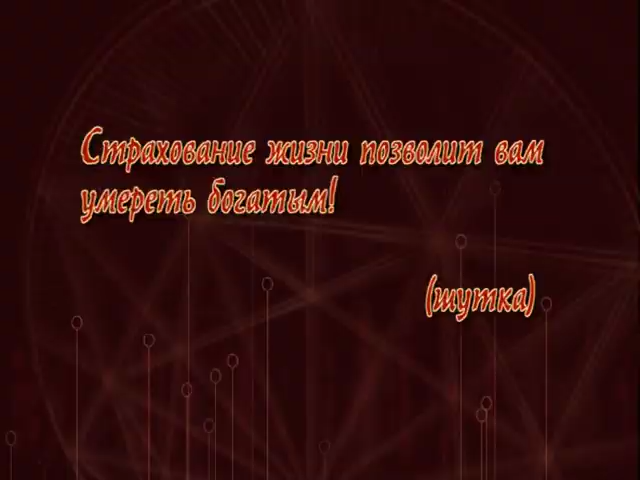 Страхование жизни позволит вам
умереть богатым!
(шутка)